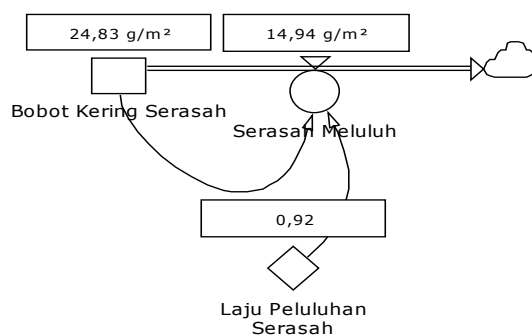 24,83 g/m²
14,94 g/m²
Bobot Kering Serasah
Serasah Meluluh
0,92
Laju Peluluhan
Serasah